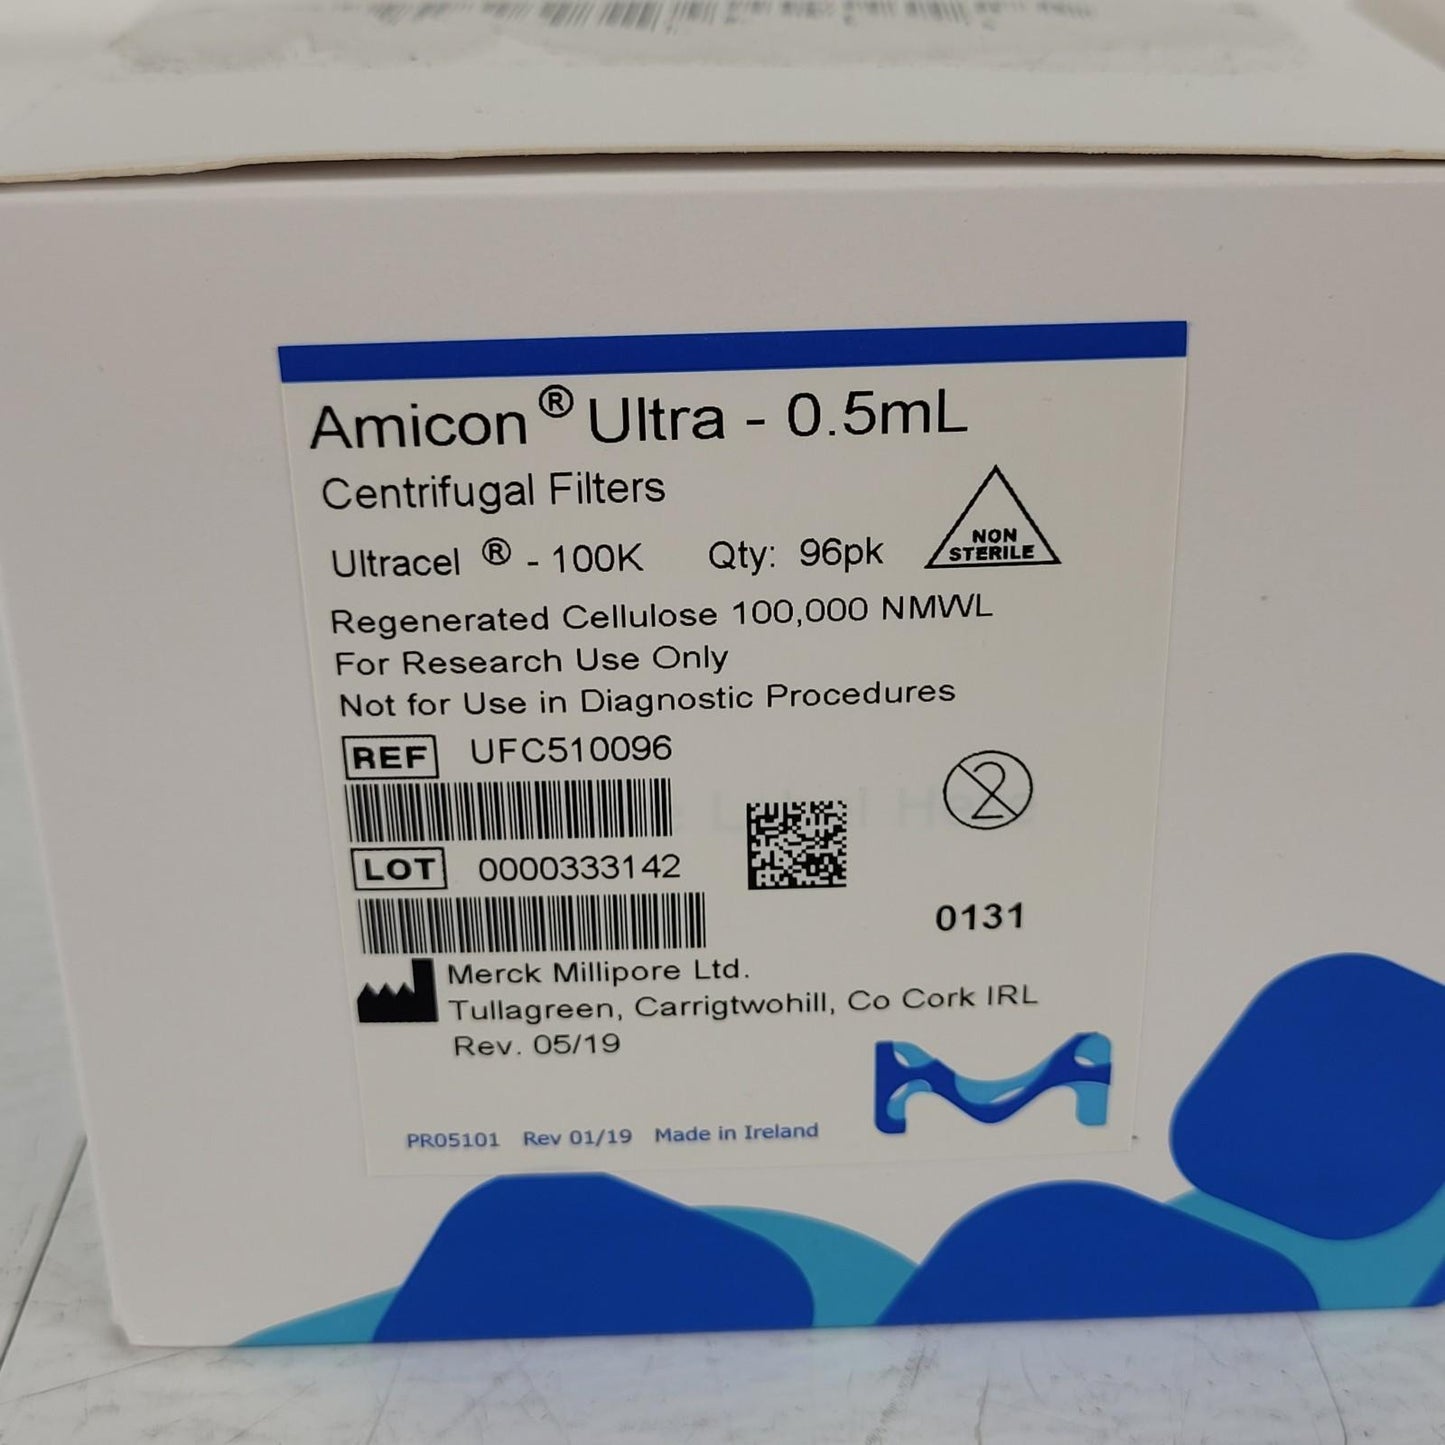 Amicon® Ultra - 0.5mL
Centrifugal Filters
Ultracel ® - 100K Qty: 96pk
NON
STERILE
Regenerated Cellulose 100,000 NMWL
For Research Use Only
Not for Use in Diagnostic Procedures
REF UFC510096
2
LOT 0000333142
0131
Merck Millipore Ltd.
Tullagreen, Carrigtwohill, Co Cork IRL
Rev. 05/19
PR05101 Rev 01/19 Made in Ireland